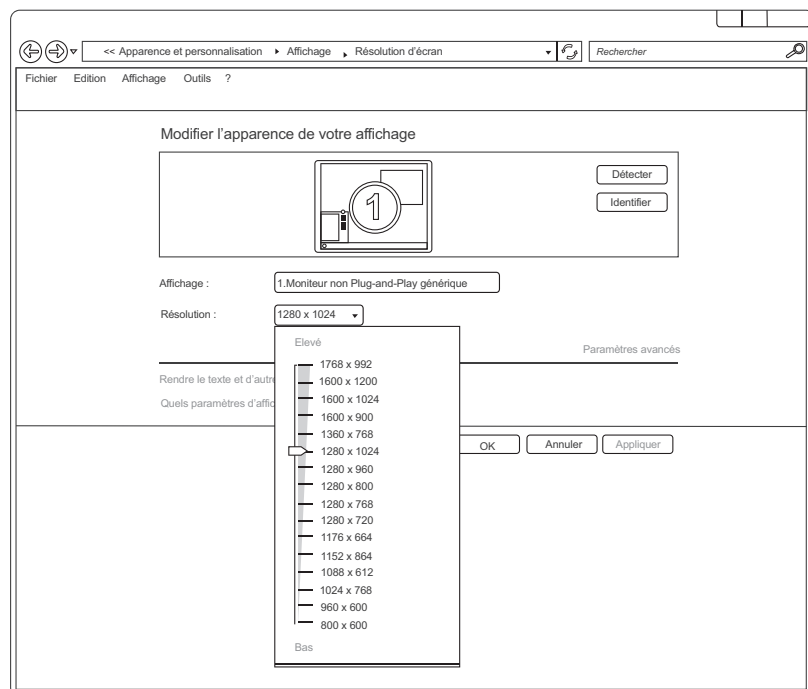 << Apparence et personnalisation Affichage Résolution d'écran Rechercher
Fichier Edition Affichage Outils ?
Modifier l'apparence de votre affichage
1
Détecter
Identifier
Affichage : 1.Moniteur non Plug-and-Play générique
Résolution : 1280 x 1024
Elevé
Paramètres avancés
1768 x 992
Rendre le texte et d'autre
1600 x 1200
1600 x 1024
Quels paramètres d'affic
1600 x 900
1360 x 768
1280 x 1024
OK Annuler Appliquer
1280 x 960
1280 x 800
1280 x 768
1280 x 720
1176 x 664
1152 x 864
1088 x 612
1024 x 768
960 x 600
800 x 600
Bas